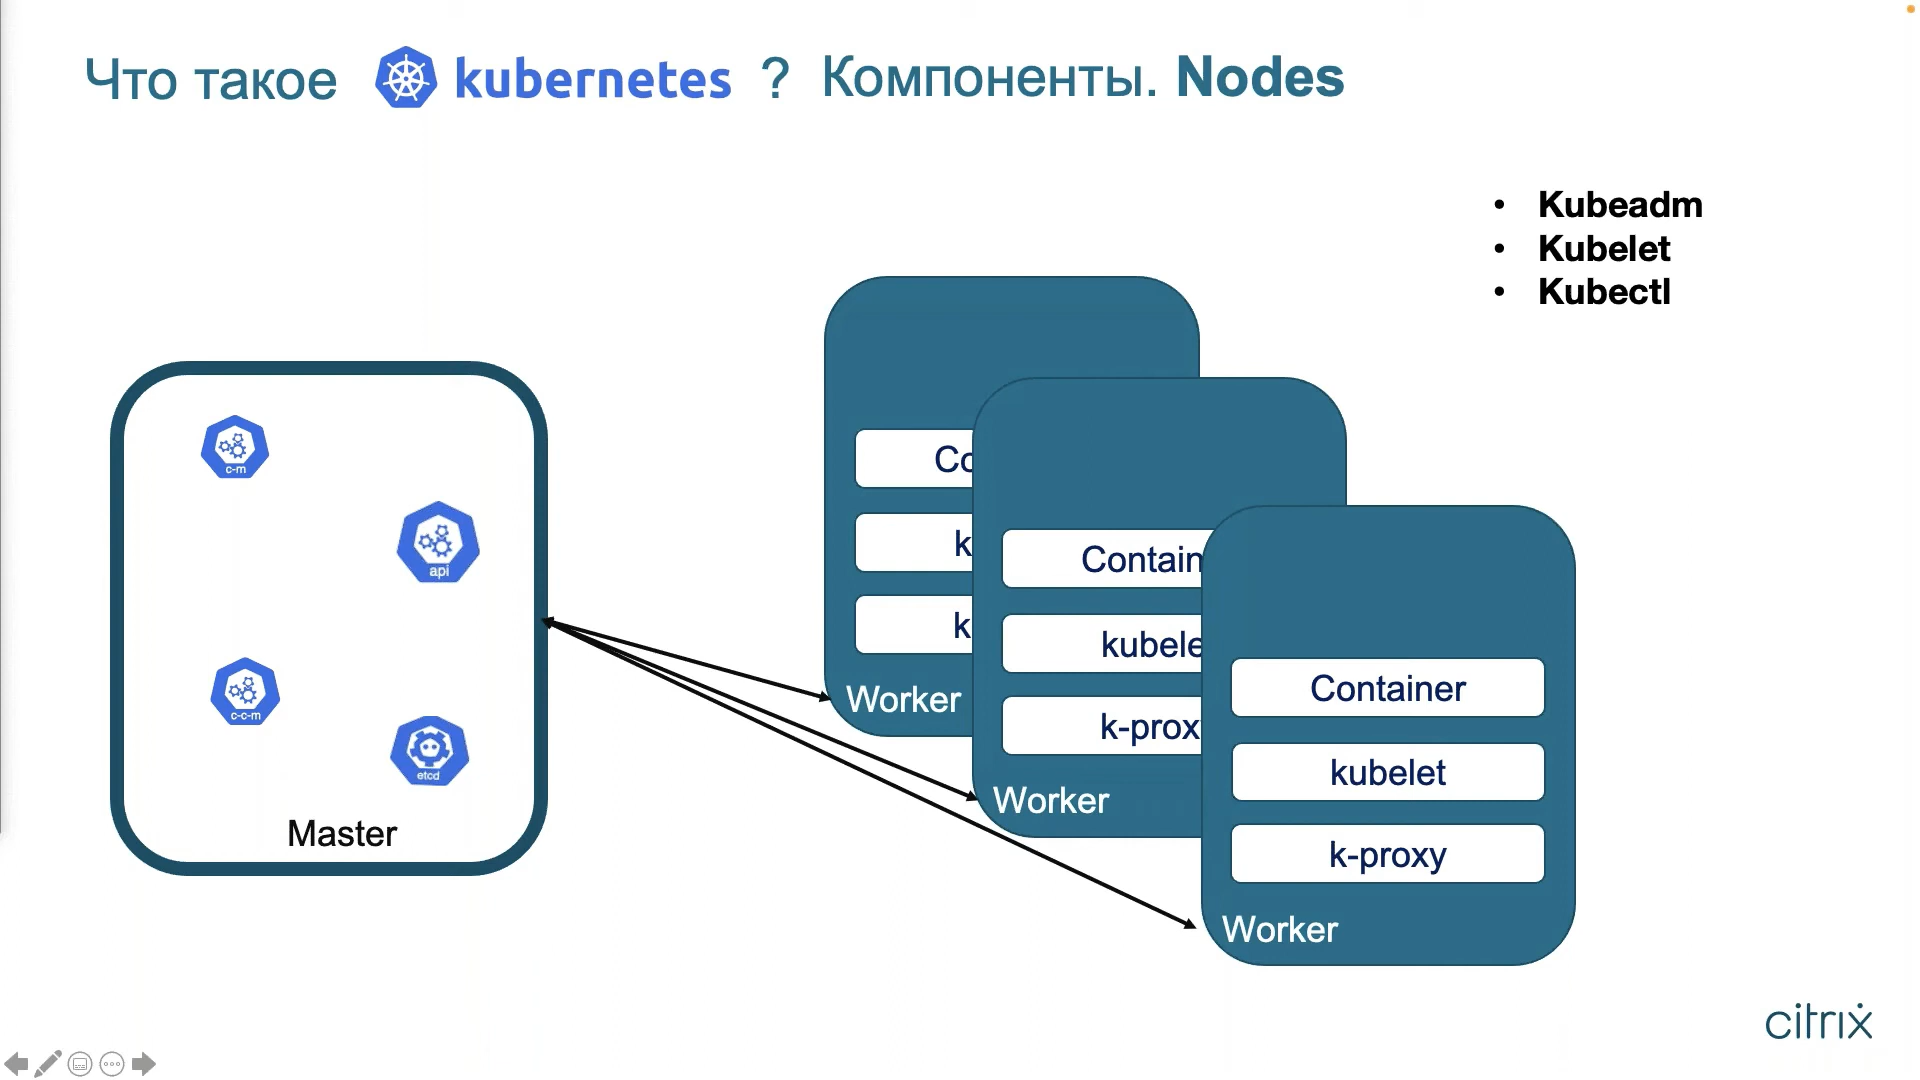 Что такое kubernetes ? Компоненты. Nodes
• Kubeadm
• Kubelet
• Kubectl
c-m
api
c-c-m
etcd
Master
Co
k
k
Worker
Contain
kubele
k-prox
Worker
Container
kubelet
k-proxy
Worker
citrix